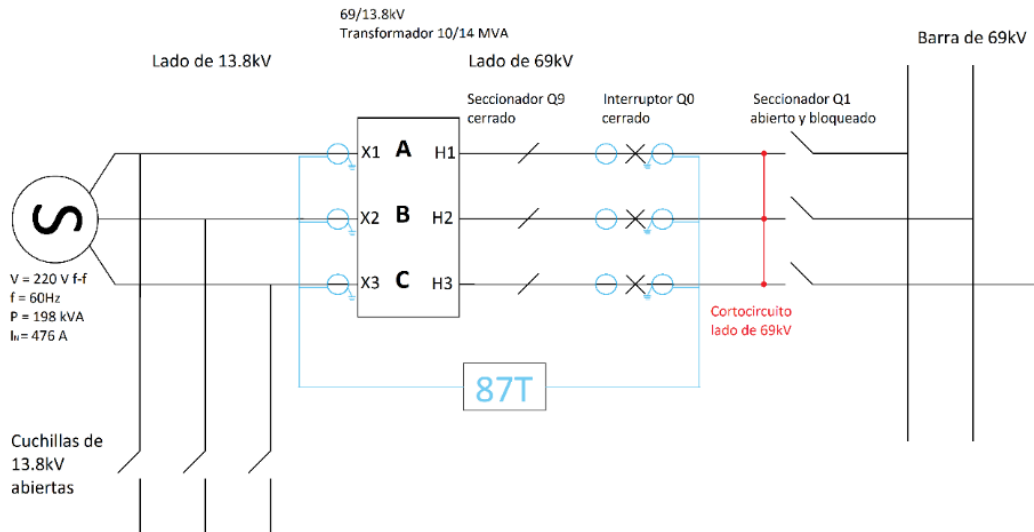 69/13.8kV
Transformador 10/14 MVA
Barra de 69kV
Lado de 13.8kV
Lado de 69kV
Seccionador Q9
cerrado
Interruptor Q0
cerrado
Seccionador Q1
abierto y bloqueado
X1 A H1
X2 B H2
X3 C H3
S
V = 220 V f-f
f = 60Hz
P = 198 kVA
IN= 476 A
Cortocircuito
lado de 69kV
87T
Cuchillas de
13.8kV
abiertas